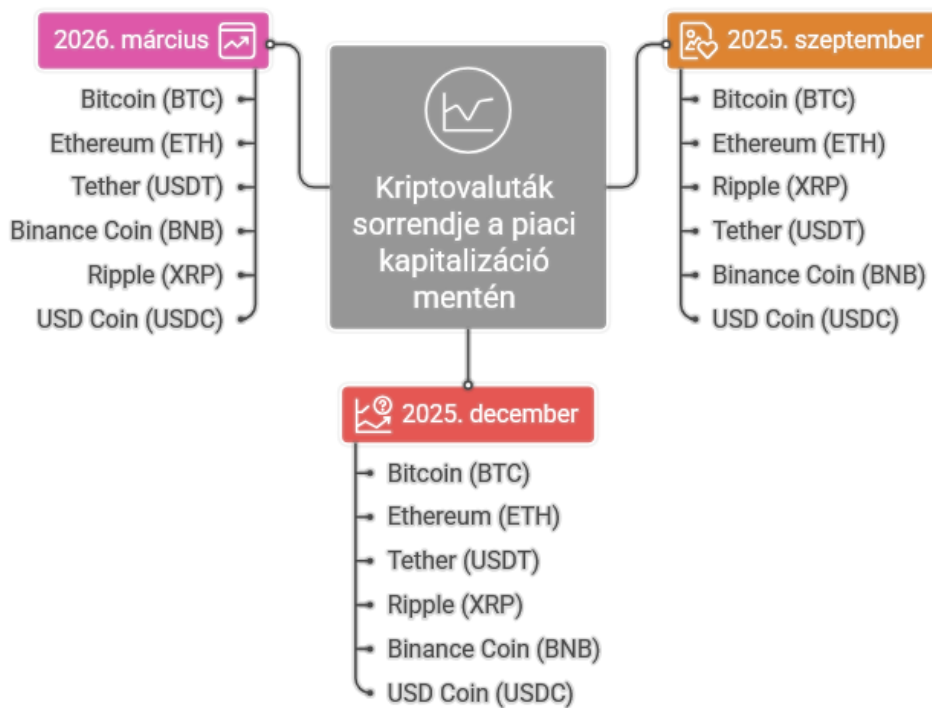 Kriptovaluták
sorrendje a piaci
kapitalizáció
mentén
2026. március
Bitcoin (BTC)
Ethereum (ETH)
Tether (USDT)
Binance Coin (BNB)
Ripple (XRP)
USD Coin (USDC)
2025. szeptember
Bitcoin (BTC)
Ethereum (ETH)
Ripple (XRP)
Tether (USDT)
Binance Coin (BNB)
USD Coin (USDC)
2025. december
Bitcoin (BTC)
Ethereum (ETH)
Tether (USDT)
Ripple (XRP)
Binance Coin (BNB)
USD Coin (USDC)